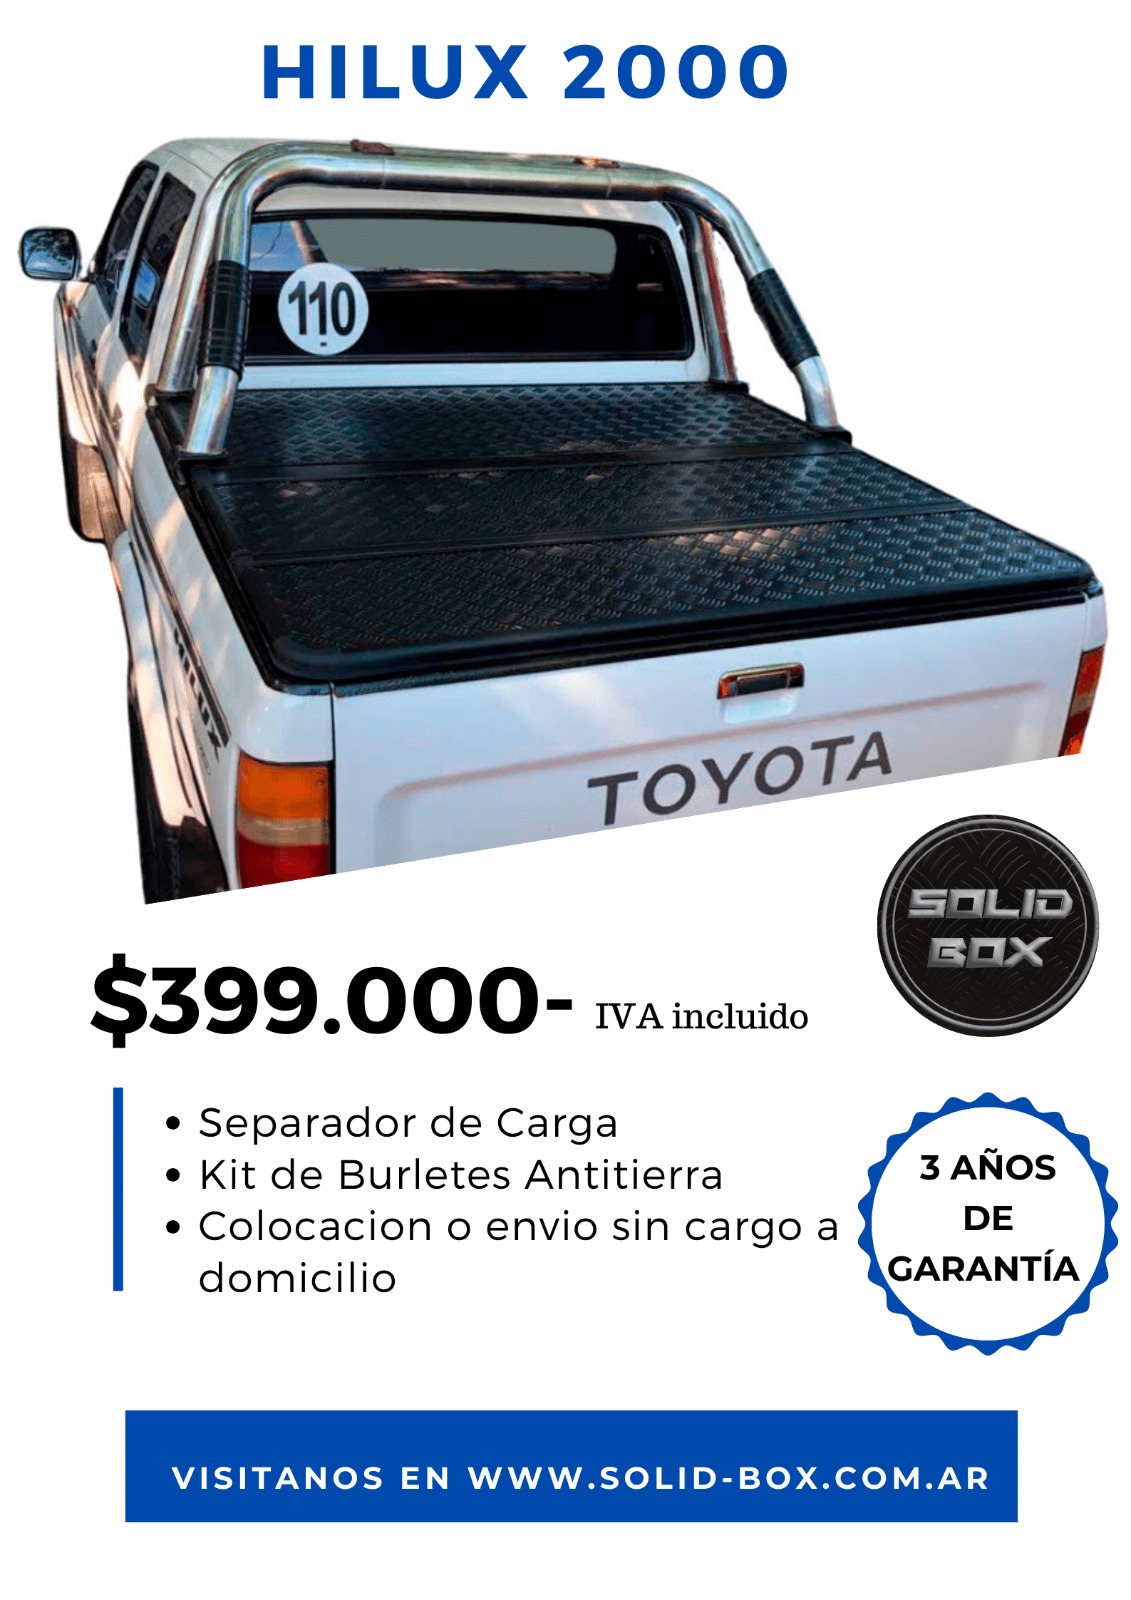 HILUX 2000
110
TOYOTA
HILUX
SOLID
BOX
$399.000- IVA incluido
• Separador de Carga
• Kit de Burletes Antitierra
• Colocacion o envio sin cargo a
domicilio
3 AÑOS
DE
GARANTÍA
VISITANOS EN WWW.SOLID-BOX.COM.AR